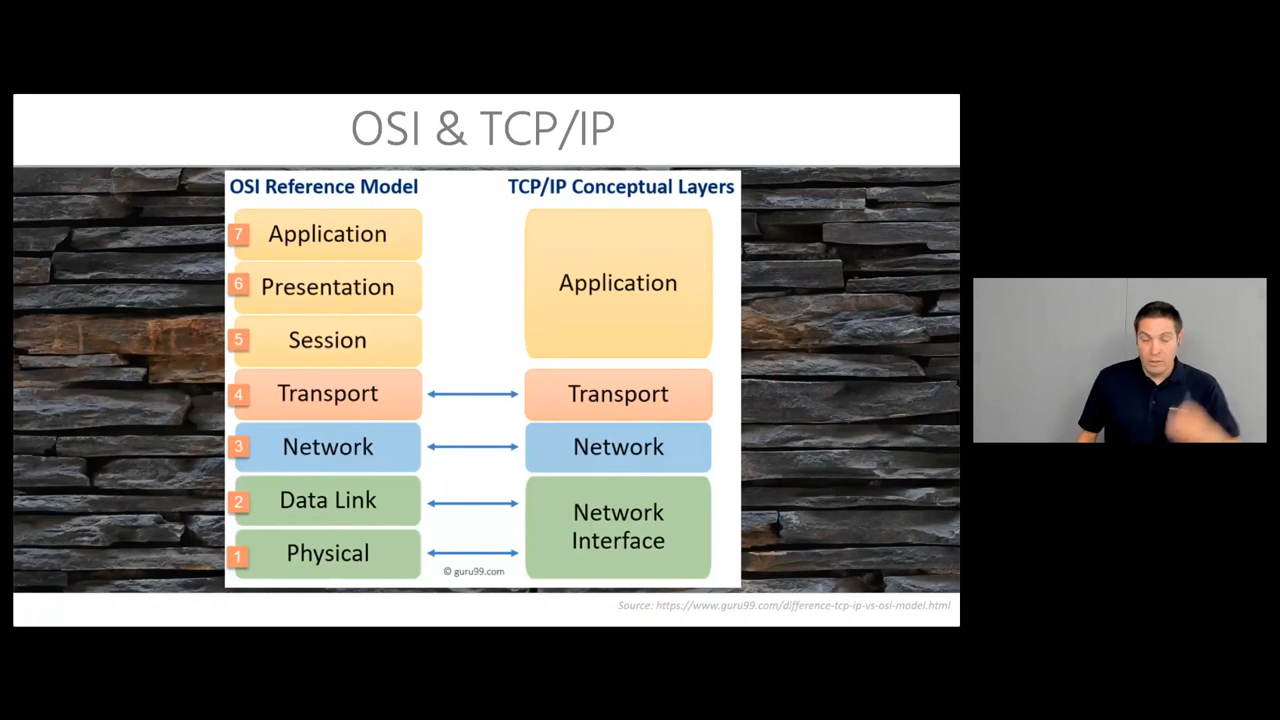 OSI & TCP/IP
OSI Reference Model
TCP/IP Conceptual Layers
7 Application
6 Presentation
5 Session
4 Transport
3 Network
2 Data Link
1 Physical
Application
Transport
Network
Network
Interface
© guru99.com
Source: https://www.guru99.com/difference-tcp-ip-vs-osi-model.html